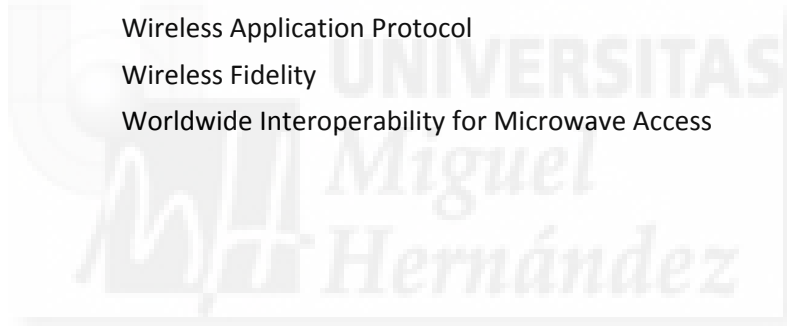 Wireless Application Protocol
UNIVERSITAS
Wireless Fidelity
Worldwide Interoperability for Microwave Access
Miguel
Hernández